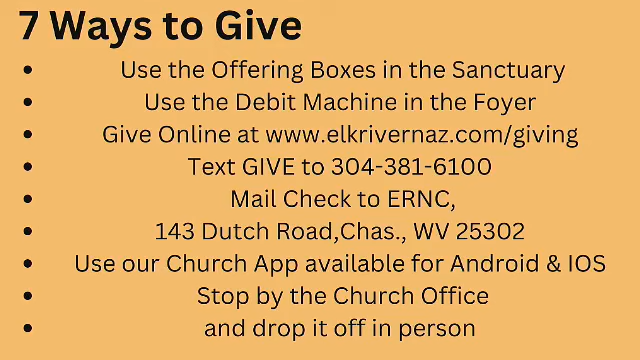 7 Ways to Give
• Use the Offering Boxes in the Sanctuary
• Use the Debit Machine in the Foyer
• Give Online at www.elkrivernaz.com/giving
• Text GIVE to 304-381-6100
• Mail Check to ERNC,
• 143 Dutch Road,Chas., WV 25302
• Use our Church App available for Android & IOS
• Stop by the Church Office
• and drop it off in person